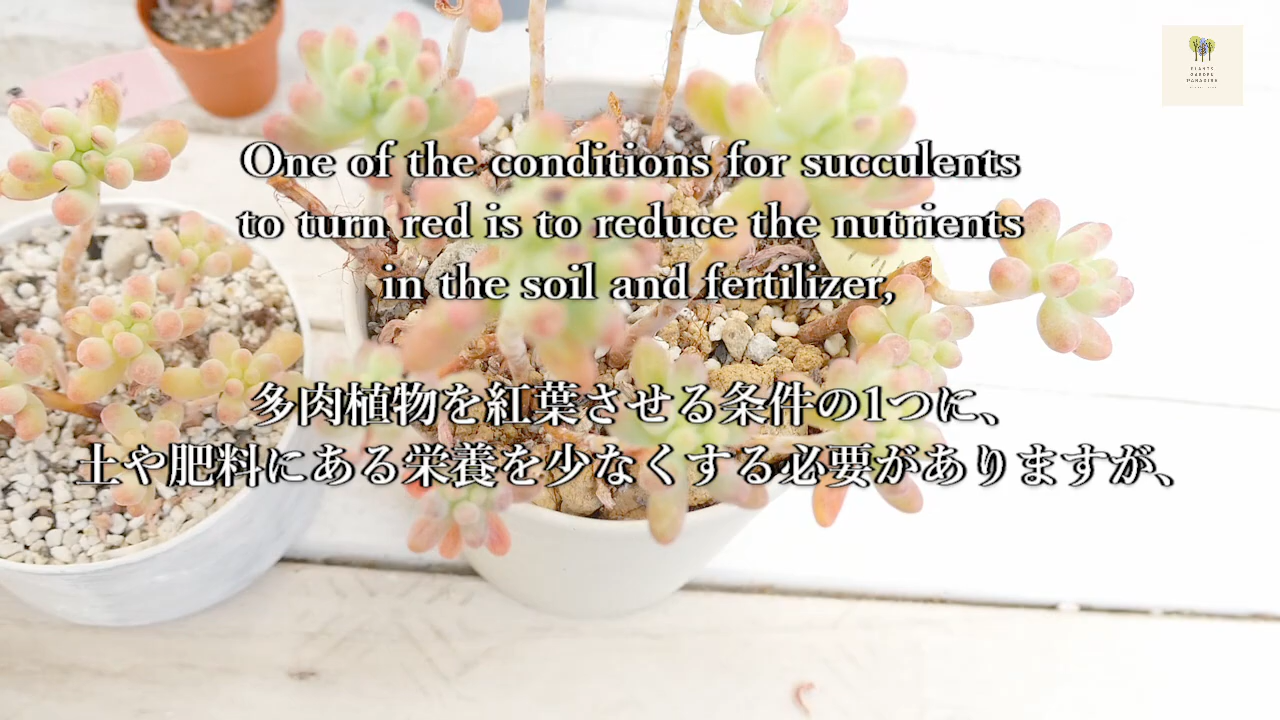 PLANTS
GARDEN
PARADISE
One of the conditions for succulents
to turn red is to reduce the nutrients
in the soil and fertilizer,
多肉植物を紅葉させる条件の1つに、
土や肥料にある栄養を少なくする必要がありますが、